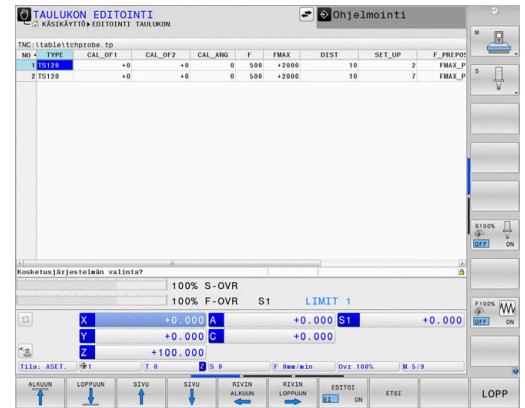 TAULUKON EDITOINTI
Ohjelmointi
KÄSIKÄYTTÖ▸EDITOINTI TAULUKON
TNC:\table\tchprobe.tp
NO TYPE CAL_OF1 CAL_OF2 CAL_ANG F FMAX DIST SET_UP F_PREPOS
1 TS120 +0 +0 0 500 +2000 10 2 FMAX_P
2 TS120 +0 +0 0 500 +2000 10 7 FMAX_P
M
S
S100%
OFF ON
Kosketusjärjestelmän valinta?
100% S-OVR
100% F-OVR S1 LIMIT 1
F100%
OFF ON
X +0.000 A +0.000 S1 +0.000
Y +0.000 C +0.000
Z +100.000
Tila: ASET. 1 T 0 Z S 0 F 0mm/min Ovr 100% M 5/9
ALKUUN LOPPUUN SIVU SIVU RIVIN ALKUUN RIVIN LOPPUUN EDITOI EI ON ETSI LOPP